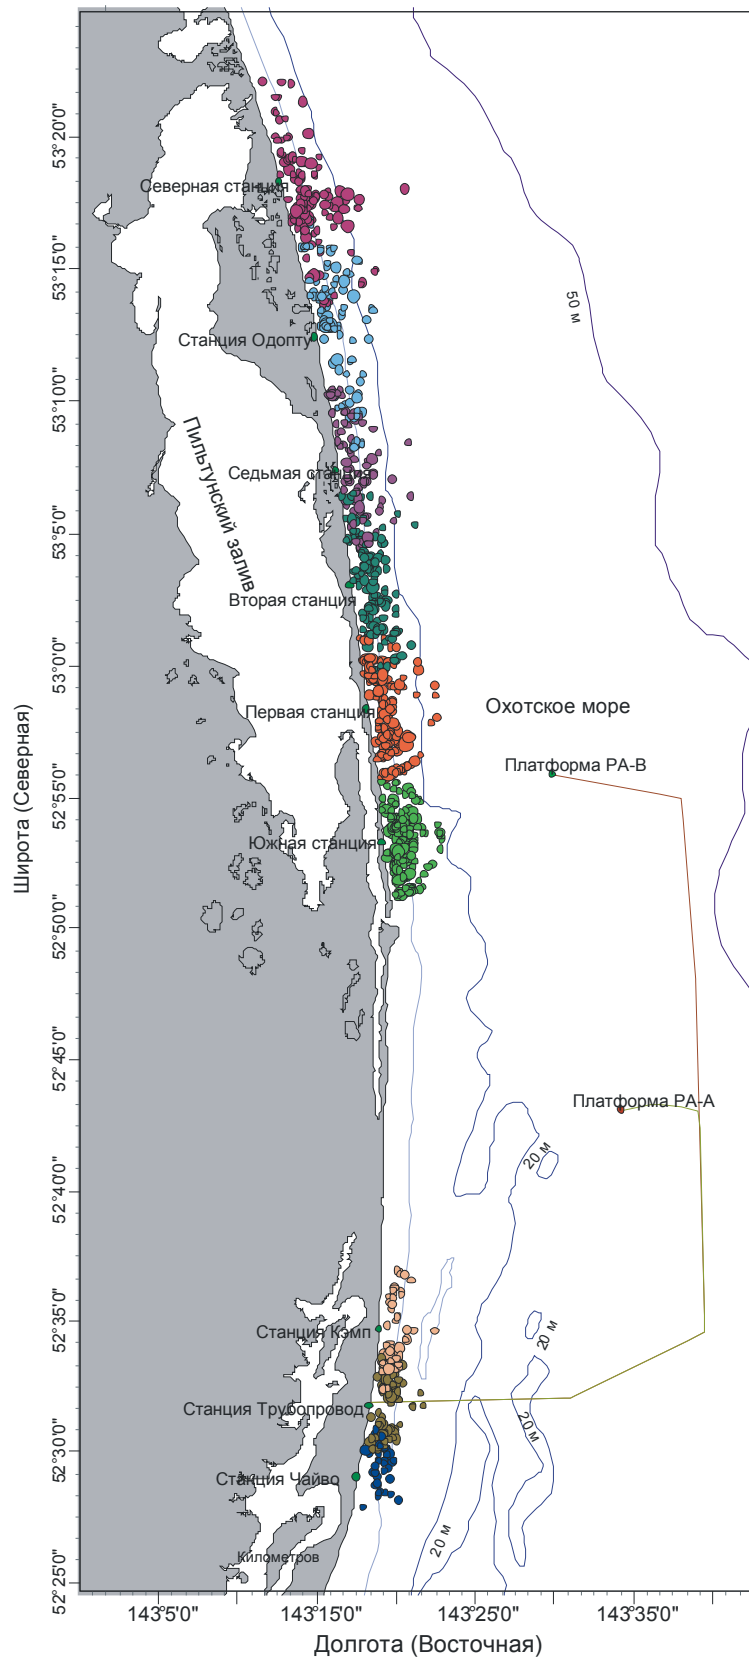 53°20'0"
Северная станция
53°15'0"
50 м
Станция Одопту
53°10'0"
Пильтунский залив
Седьмая станция
53°5'0"
Вторая станция
53°0'0"
Первая станция
Охотское море
Платформа PA-B
52°55'0"
Южная станция
Широта (Северная)
52°50'0"
52°45'0"
Платформа PA-A
20 м
52°40'0"
52°35'0"
Станция Кэмп
20 м
Станция Трубопровод
20 м
52°30'0"
Станция Чайво
20 м
Километров
52°25'0"
143°5'0"
143°15'0"
143°25'0"
143°35'0"
Долгота (Восточная)